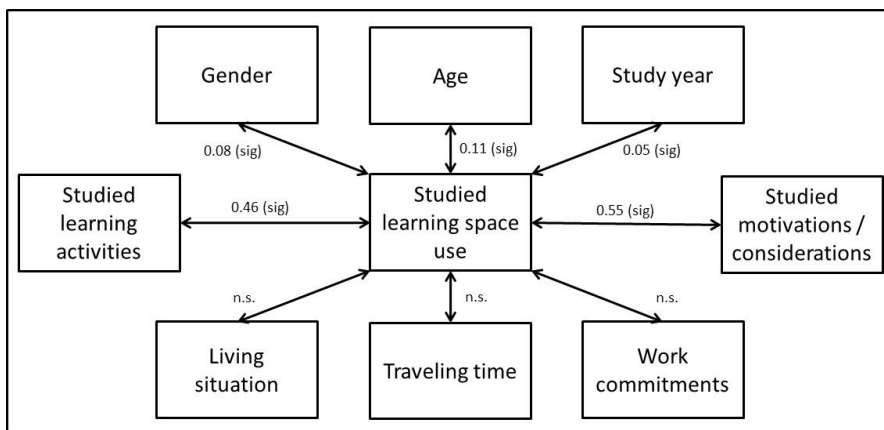 Gender
Age
Study year
0.08 (sig)
0.11 (sig)
0.05 (sig)
Studied
learning
activities
0.46 (sig)
Studied
learning space
use
0.55 (sig)
Studied
motivations /
considerations
n.s.
n.s.
n.s.
Living
situation
Traveling time
Work
commitments